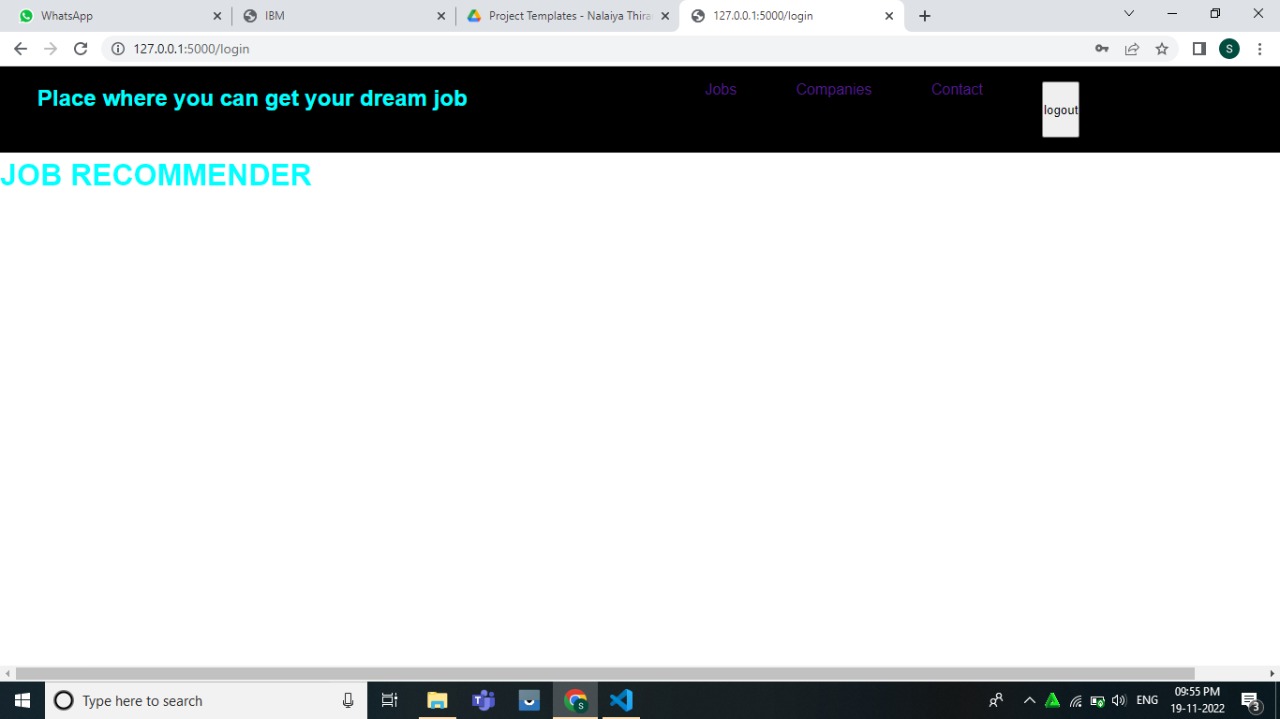 WhatsApp
IBM
Project Templates - Nalaiya Thira
127.0.0.1:5000/login
127.0.0.1:5000/login
S
Place where you can get your dream job
Jobs
Companies
Contact
logout
JOB RECOMMENDER
Type here to search
S
ENG
09:55 PM
19-11-2022
3